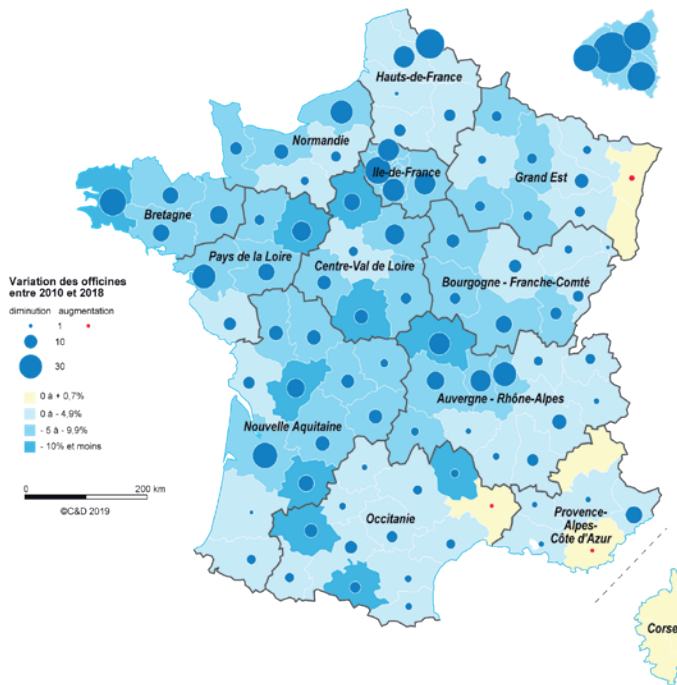 Hauts-de-France
Normandie
Ile-de-France
Grand Est
Bretagne
Pays de la Loire
Centre-Val de Loire
Bourgogne - Franche-Comté
Variation des officines
entre 2010 et 2018
diminution augmentation
1
10
30
0 à + 0,7%
0 à - 4,9%
- 5 à - 9,9%
- 10% et moins
Auvergne - Rhône-Alpes
Nouvelle Aquitaine
0 200 km
©C&D 2019
Occitanie
Provence-
Alpes-
Côte d'Azur
Corse